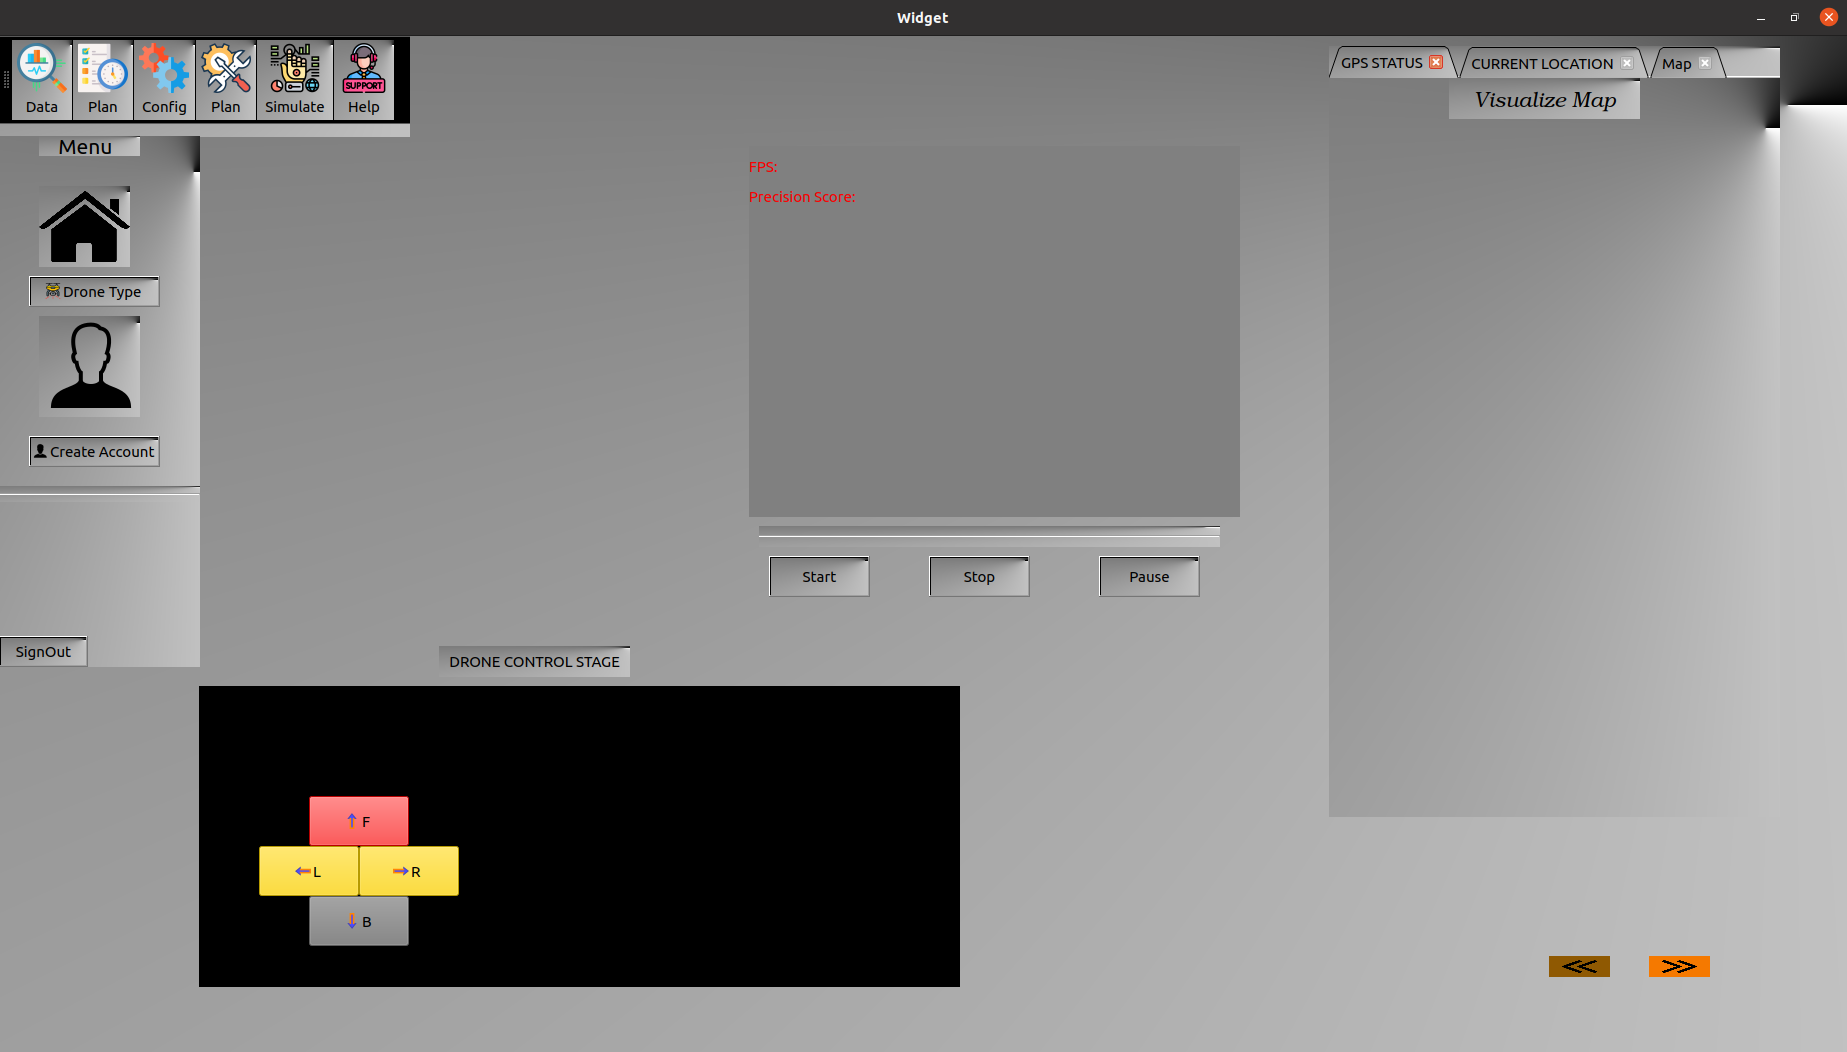 Widget
Data
Plan
Config
Plan
Simulate
SUPPORT
Help
GPS STATUS
CURRENT LOCATION
Map
Visualize Map
Menu
Drone Type
Create Account
SignOut
FPS:
Precision Score:
Start
Stop
Pause
DRONE CONTROL STAGE
F
L
R
B
<<
>>